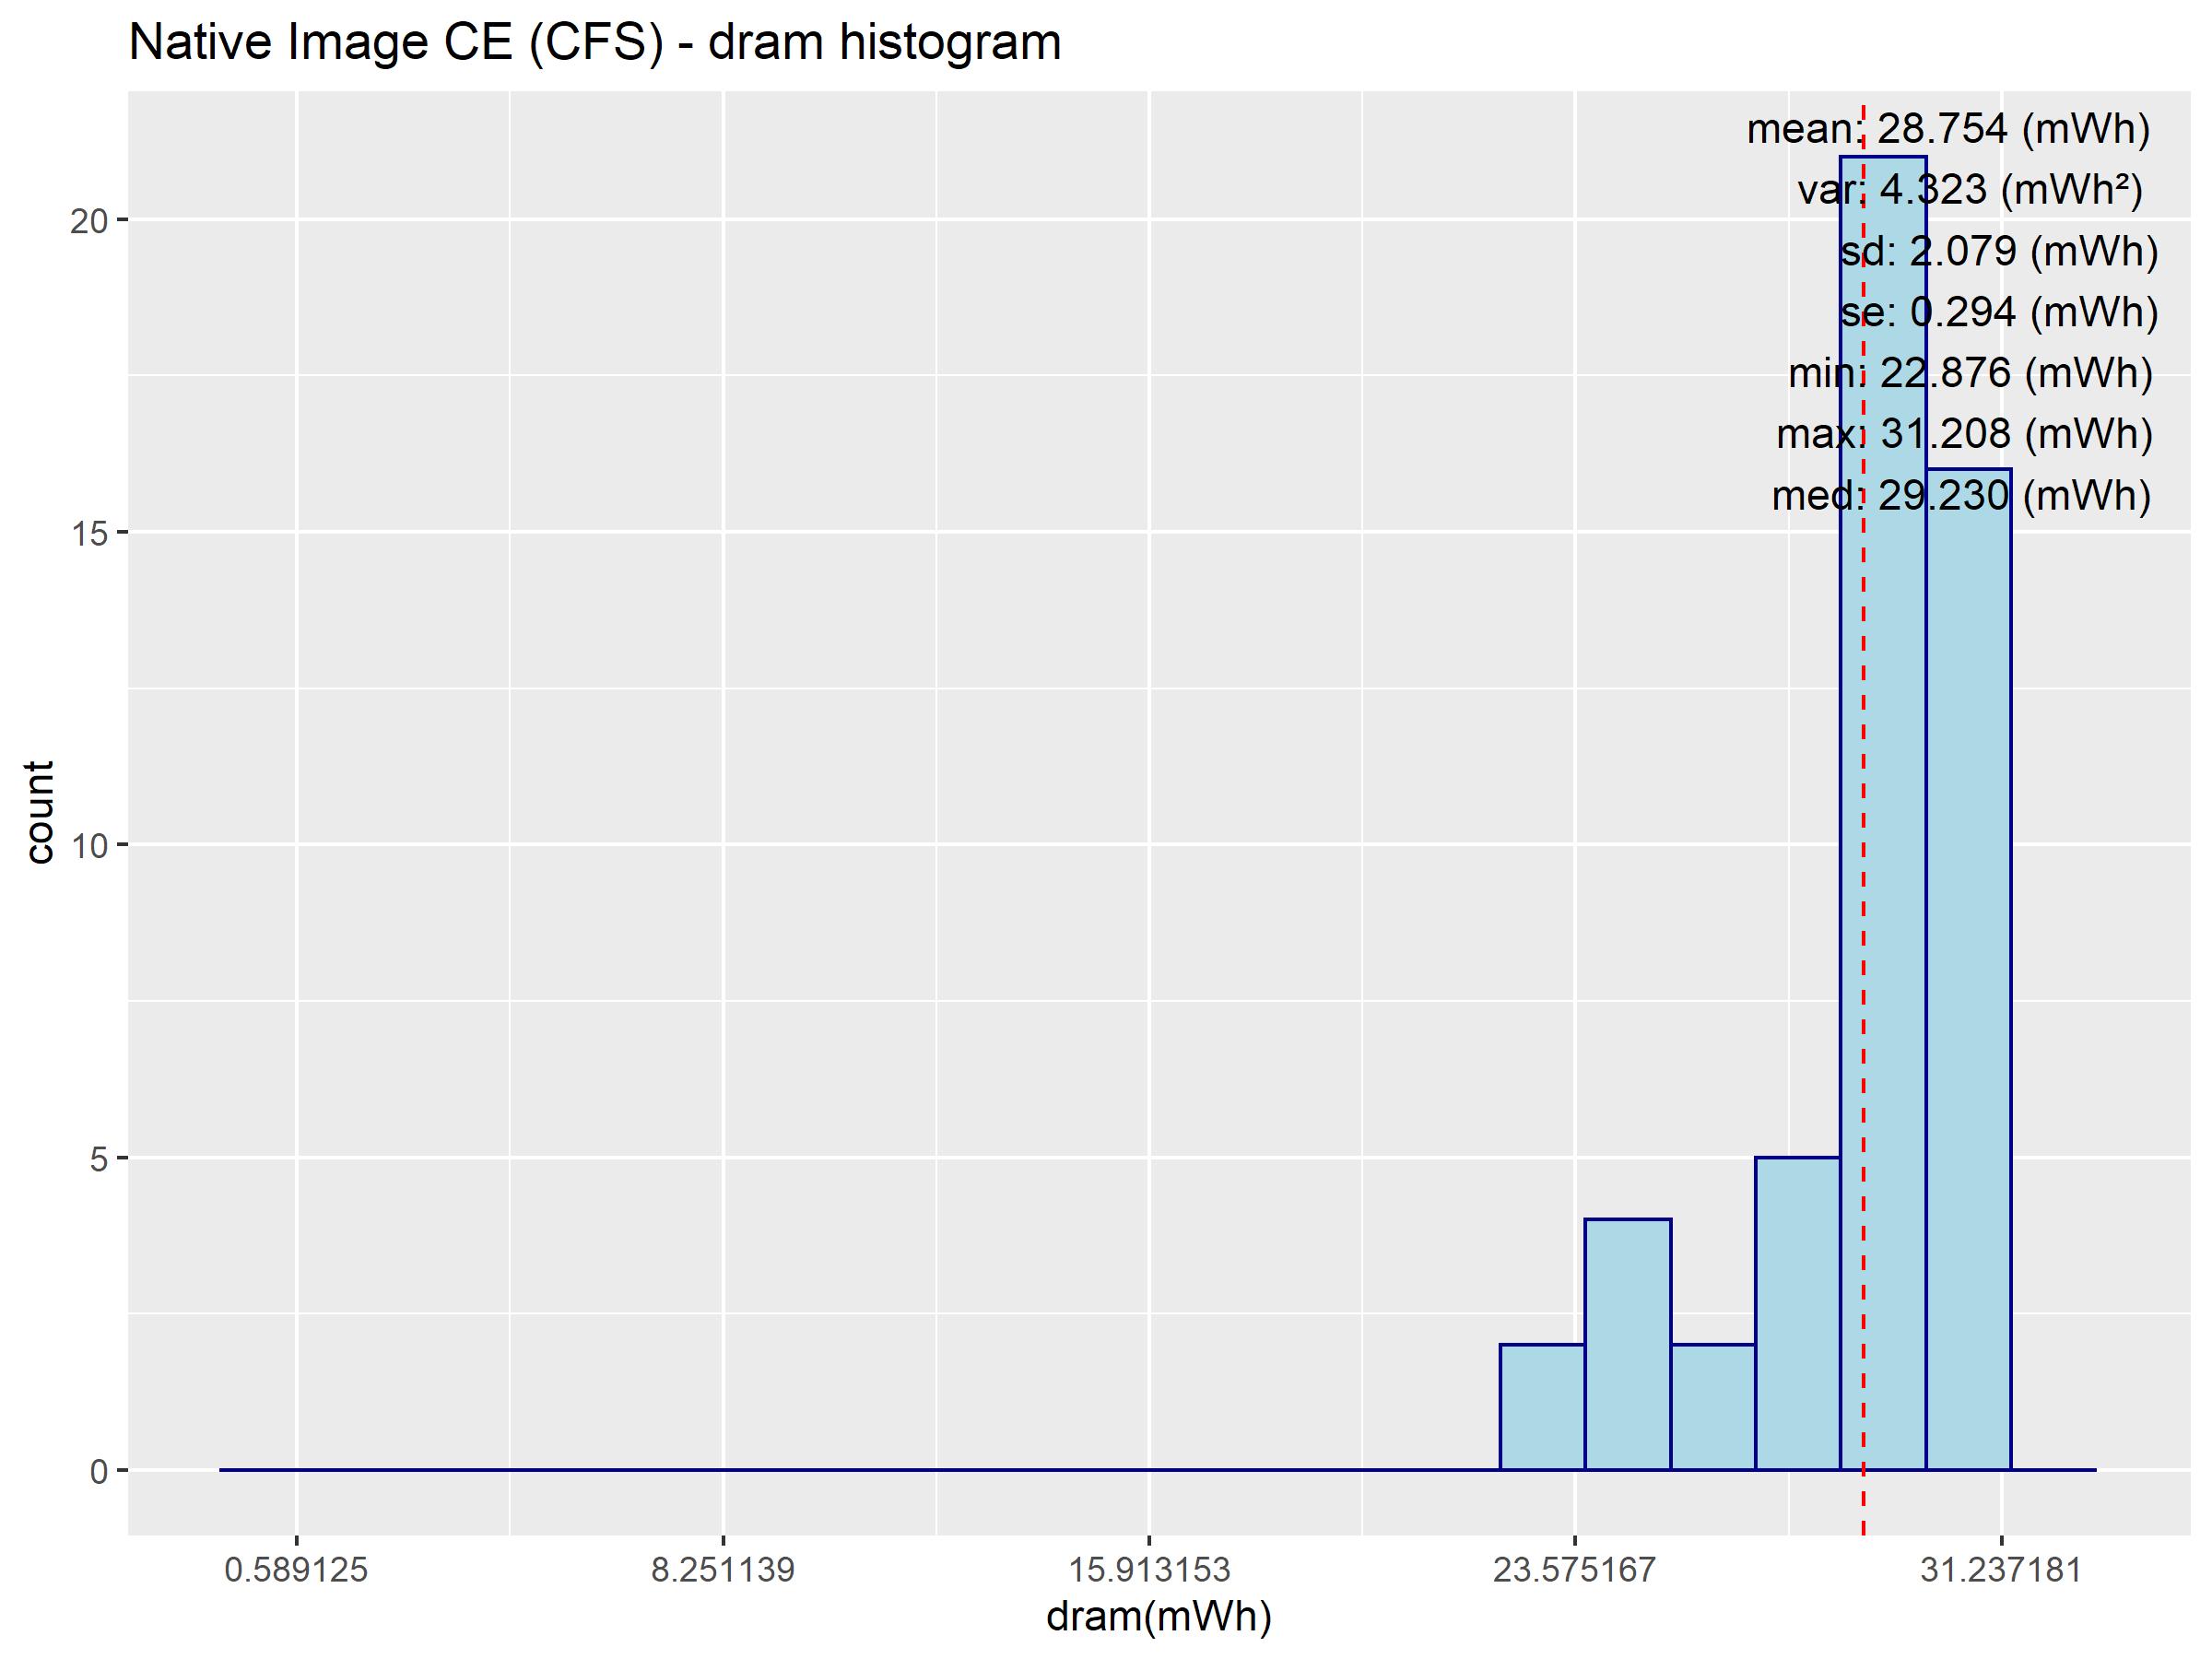 Native Image CE (CFS) - dram histogram
mean: 28.754 (mWh)
var: 4.323 (mWh²)
sd: 2.079 (mWh)
se: 0.294 (mWh)
min: 22.876 (mWh)
max: 31.208 (mWh)
med: 29.230 (mWh)
20
15
10
5
0
count
0.589125
8.251139
15.913153
23.575167
31.237181
dram(mWh)